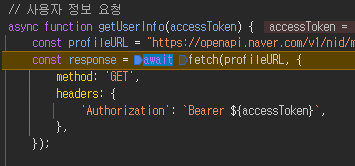 // 사용자 정보 요청
async function getUserInfo(accessToken) { accessToken =
const profileURL = "https://openapi.naver.com/v1/nid/m
const response = await fetch(profileURL, {
method: 'GET',
headers: {
'Authorization': `Bearer ${accessToken}`,
},
});